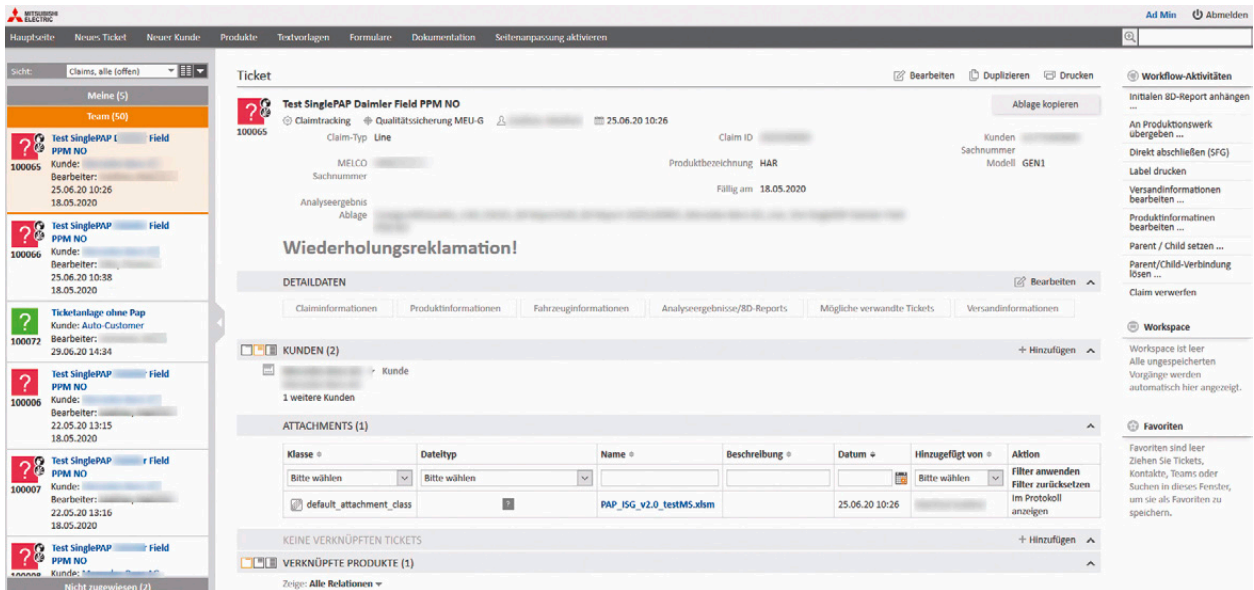 MITSUBISHI
ELECTRIC
Ad Min Abmelden
Hauptseite Neues Ticket Neuer Kunde Produkte Textvorlagen Formulare Dokumentation Seitenanpassung aktivieren
Sicht: Claims, alle (offen)
Meine (5)
Team (50)
Test SinglePAP Field
PPM NO
100065
Kunde:
Bearbeiter:
25.06.20 10:26
18.05.2020
Test SinglePAP Field
PPM NO
100066
Kunde:
Bearbeiter:
25.06.20 10:38
18.05.2020
Ticketanlage ohne Pap
Kunde: Auto-Customer
100072
Bearbeiter:
29.06.20 14:34
Test SinglePAP Field
PPM NO
100006
Kunde:
Bearbeiter:
22.05.20 13:15
18.05.2020
Test SinglePAP r Field
PPM NO
100007
Kunde:
Bearbeiter:
22.05.20 13:16
18.05.2020
Test SinglePAP r Field
PPM NO
Kunde:
Nicht zugewiesen (2)
Ticket
Bearbeiten Duplizieren Drucken
100065
Test SinglePAP Daimler Field PPM NO
Ablage kopieren
Claimtracking Qualitätssicherung MEU-G 25.06.20 10:26
Claim-Typ Line
Claim ID
Kunden
Sachnummer
MELCO
Sachnummer
Produktbezeichnung HAR
Modell GEN1
Fällig am 18.05.2020
Analyseergebnis
Ablage
Wiederholungsreklamation!
DETAILDATEN Bearbeiten
Claiminformationen Produktinformationen Fahrzeuginformationen Analyseergebnisse/8D-Reports Mögliche verwandte Tickets Versandinformationen
KUNDEN (2) + Hinzufügen
Kunde
1 weitere Kunden
ATTACHMENTS (1)
Klasse Dateityp Name Beschreibung Datum Hinzugefügt von Aktion
Bitte wählen Bitte wählen Bitte wählen Filter anwenden
Filter zurücksetzen
default_attachment_class ? PAP_ISG_v2.0_testMS.xlsm 25.06.20 10:26 Im Protokoll
anzeigen
KEINE VERKNÜPFTEN TICKETS + Hinzufügen
VERKNÜPFTE PRODUKTE (1)
Zeige: Alle Relationen
Workflow-Aktivitäten
Initialen 8D-Report anhängen
...
An Produktionswerk
übergeben ...
Direkt abschließen (SFG)
Label drucken
Versandinformationen
bearbeiten ...
Produktinformatinen
bearbeiten ...
Parent / Child setzen ...
Parent/Child-Verbindung
lösen ...
Claim verwerfen
Workspace
Workspace ist leer
Alle ungespeicherten
Vorgänge werden
automatisch hier angezeigt.
Favoriten
Favoriten sind leer
Ziehen Sie Tickets,
Kontakte, Teams oder
Suchen in dieses Fenster,
um sie als Favoriten zu
speichern.